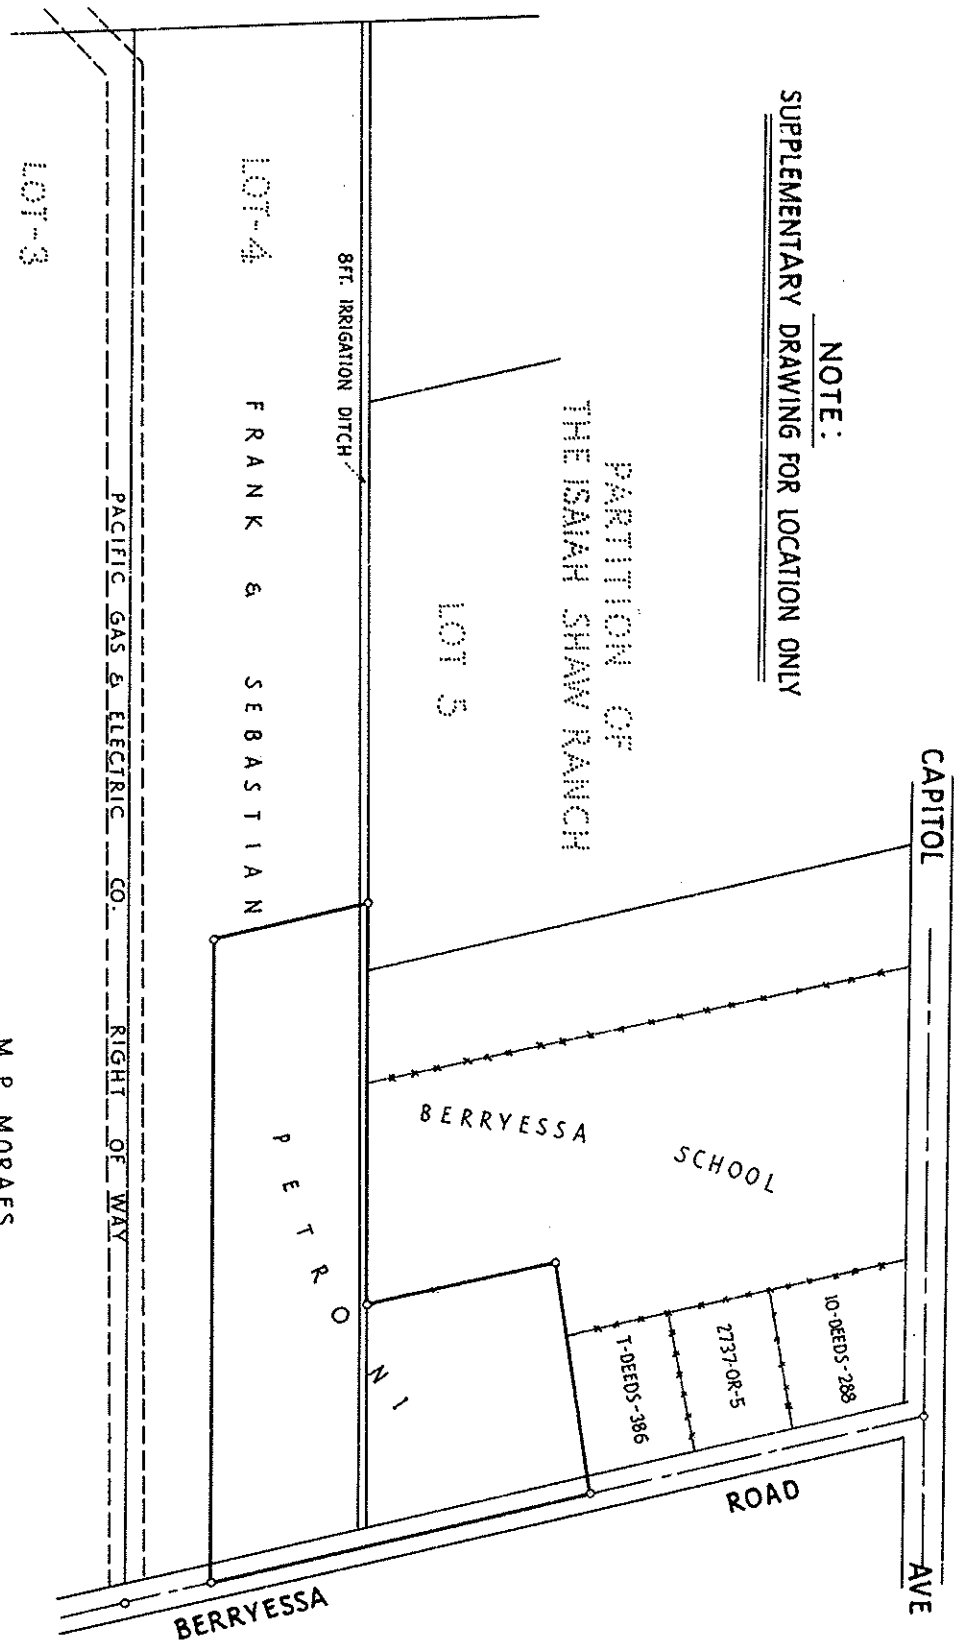 NOTE:
SUPPLEMENTARY DRAWING FOR LOCATION ONLY
CAPITOL
AVE
PARTITION OF
THE ISAIAH SHAW RANCH
LOT 5
10-DEEDS-288
2737-OR-5
T-DEEDS-386
ROAD
BERRYESSA
BERRYESSA
SCHOOL
8FT. IRRIGATION DITCH
LOT-4
FRANK & SEBASTIAN
PETRONI
PACIFIC GAS & ELECTRIC CO. RIGHT OF WAY
LOT-3
M P MORAES